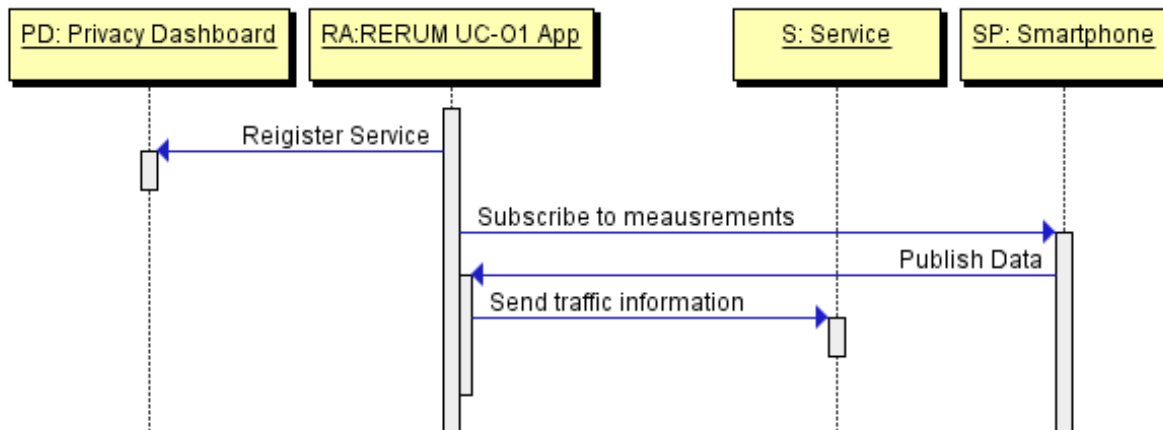 PD: Privacy Dashboard
RA:RERUM UC-O1 App
S: Service
SP: Smartphone
Reigister Service
Subscribe to meausrements
Publish Data
Send traffic information